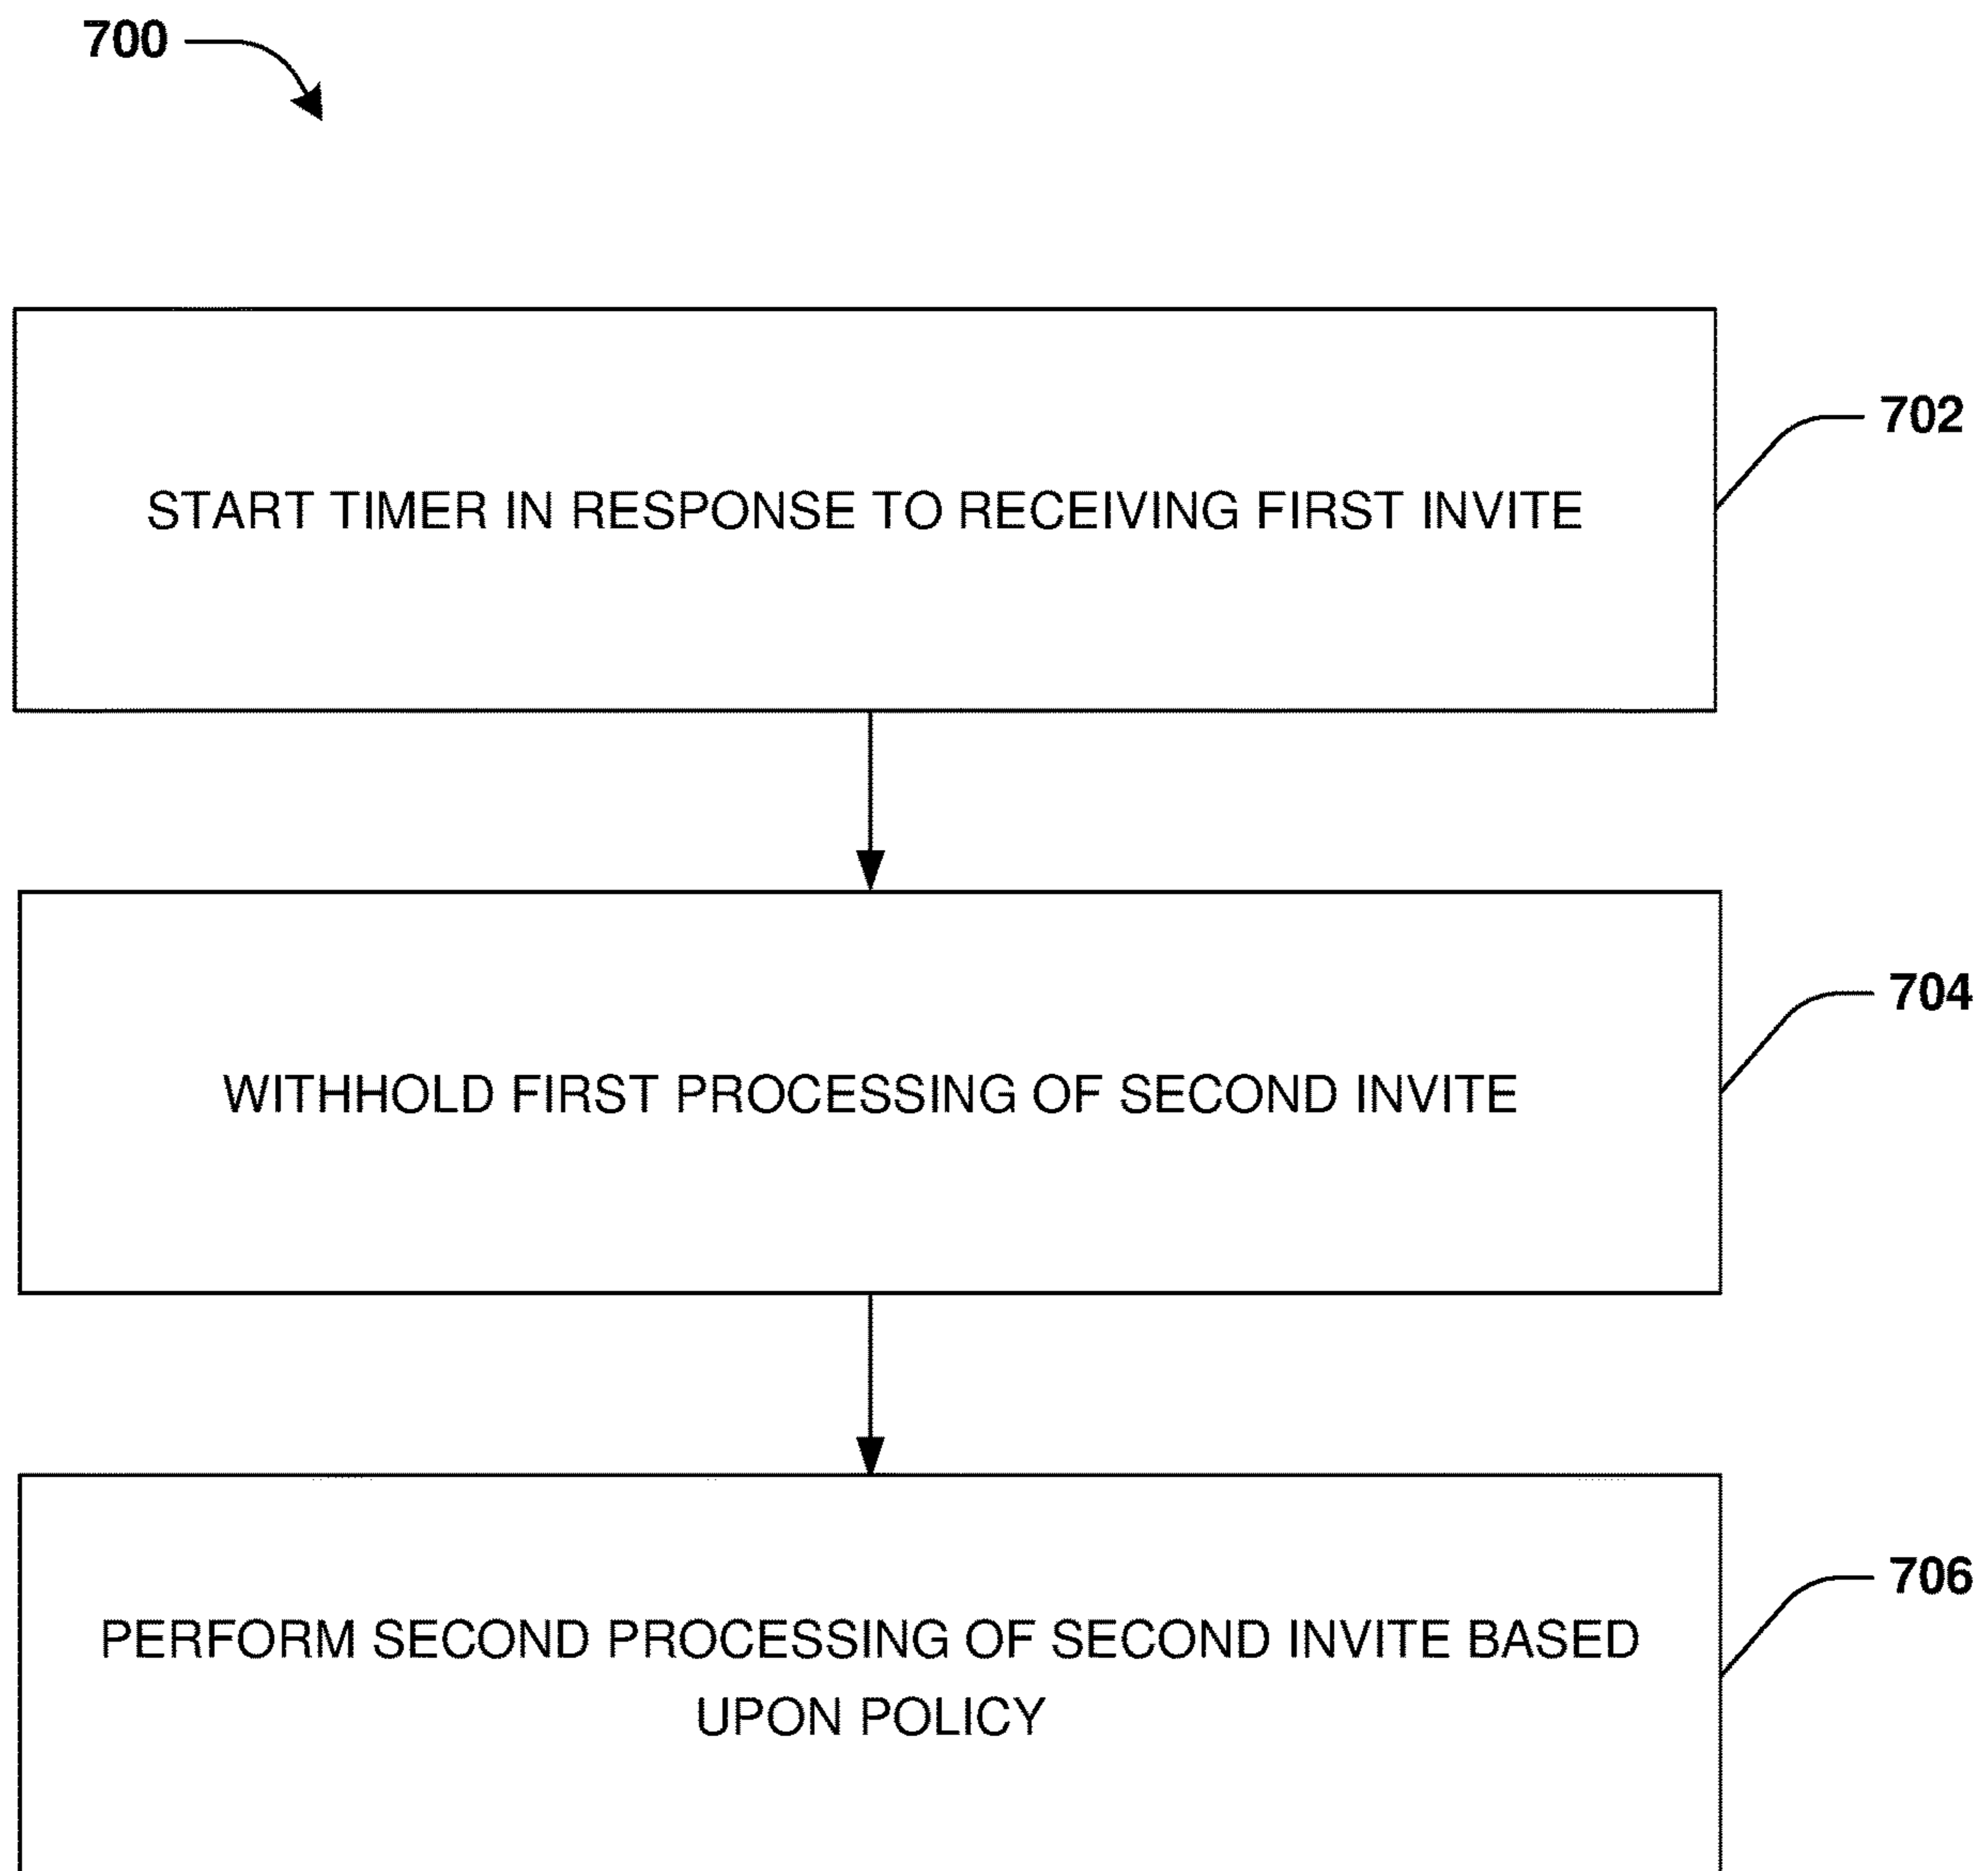 700
START TIMER IN RESPONSE TO RECEIVING FIRST INVITE
702
WITHHOLD FIRST PROCESSING OF SECOND INVITE
704
PERFORM SECOND PROCESSING OF SECOND INVITE BASED
UPON POLICY
706